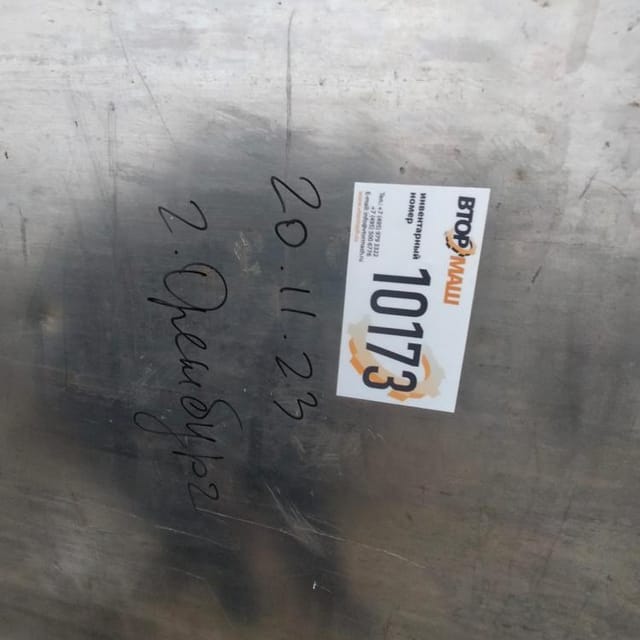 ВТОРМАШ
инвентарный
номер
10173
20.11.23
г. Оренбург